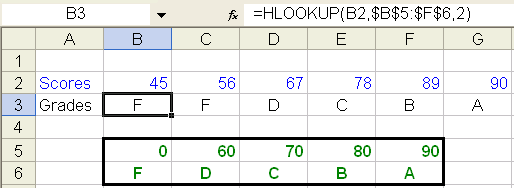 B3 fx =HLOOKUP(B2,$B$5:$F$6,2)
A B C D E F G
1
2 Scores 45 56 67 78 89 90
3 Grades F F D C B A
4
5 0 60 70 80 90
6 F D C B A